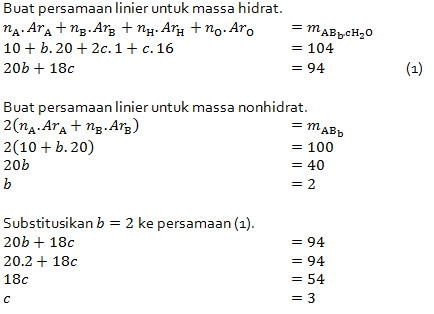 Buat persamaan linier untuk massa hidrat.
n_A.Ar_A + n_B.Ar_B + n_H.Ar_H + n_O.Ar_O = m_{AB_b.cH_2O}
10 + b.20 + 2c.1 + c.16 = 104
20b + 18c = 94 (1)
Buat persamaan linier untuk massa nonhidrat.
2(n_A.Ar_A + n_B.Ar_B) = m_{AB_b}
2(10 + b.20) = 100
20b = 40
b = 2
Substitusikan b = 2 ke persamaan (1).
20b + 18c = 94
20.2 + 18c = 94
18c = 54
c = 3